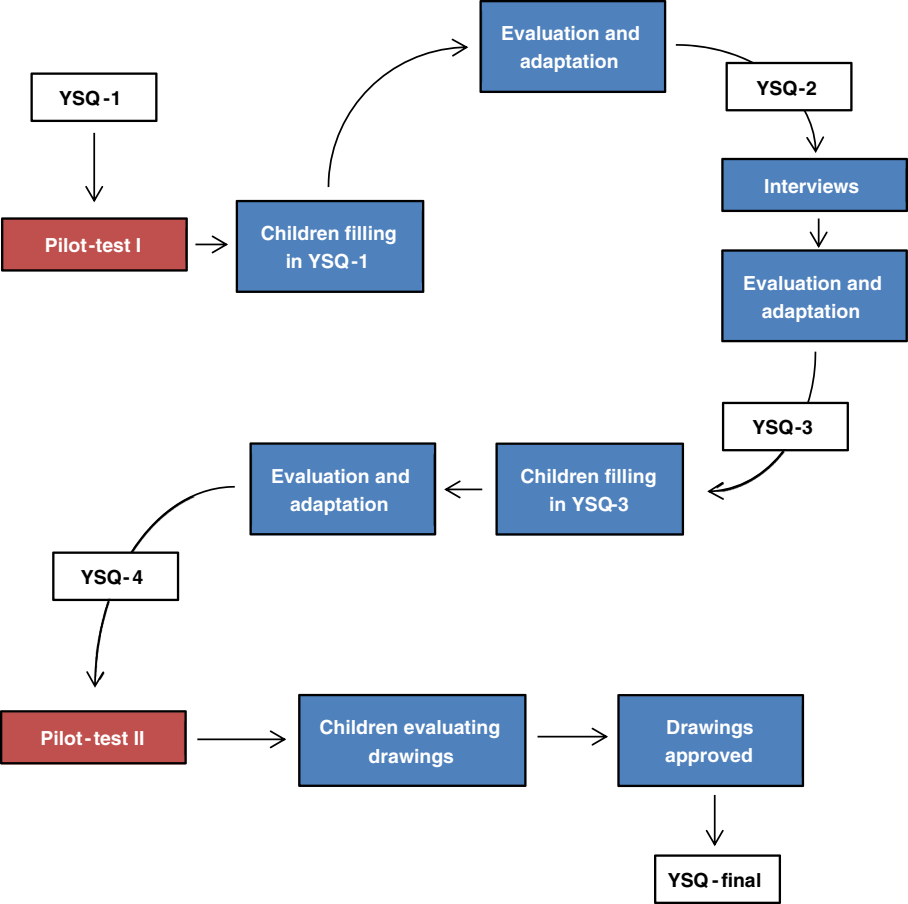 YSQ-1
Pilot-test I
Children filling
in YSQ-1
Evaluation and
adaptation
YSQ-2
Interviews
Evaluation and
adaptation
YSQ-3
Children filling
in YSQ-3
Evaluation and
adaptation
YSQ-4
Pilot-test II
Children evaluating
drawings
Drawings
approved
YSQ-final